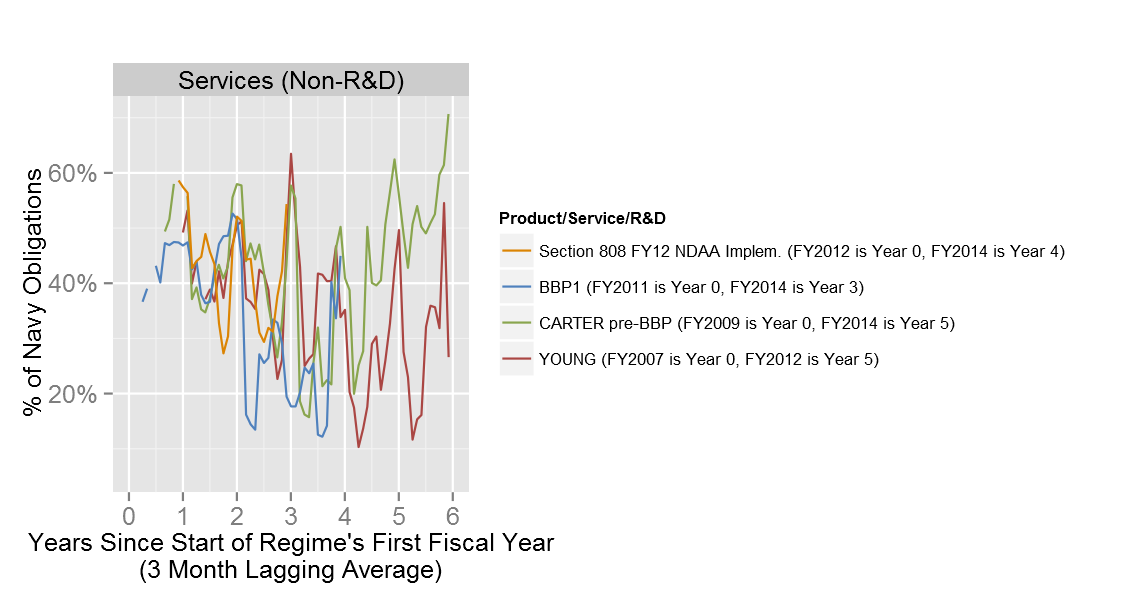 Services (Non-R&D)
% of Navy Obligations
60%
40%
20%
0 1 2 3 4 5 6
Years Since Start of Regime's First Fiscal Year
(3 Month Lagging Average)
Product/Service/R&D
Section 808 FY12 NDAA Implem. (FY2012 is Year 0, FY2014 is Year 4)
BBP1 (FY2011 is Year 0, FY2014 is Year 3)
CARTER pre-BBP (FY2009 is Year 0, FY2014 is Year 5)
YOUNG (FY2007 is Year 0, FY2012 is Year 5)